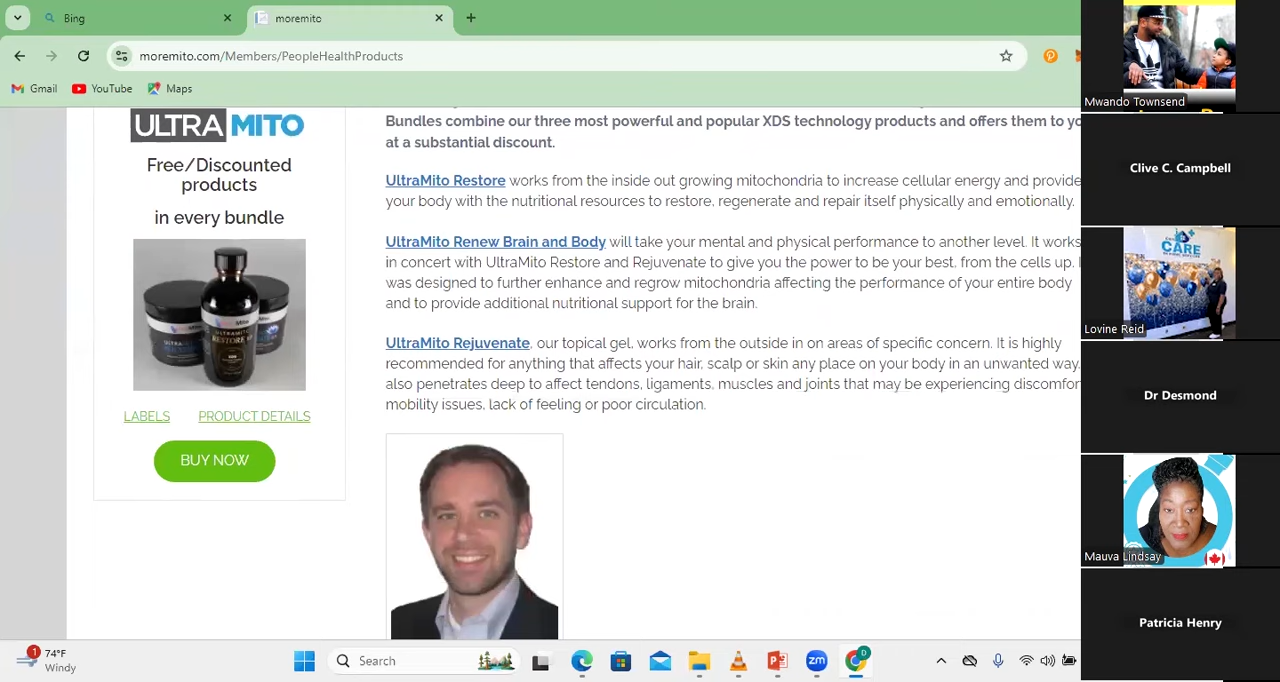 Bing
moremito
moremito.com/Members/PeopleHealthProducts
Gmail
YouTube
Maps
ULTRAMITO
Free/Discounted
products
in every bundle
LABELS
PRODUCT DETAILS
BUY NOW
Bundles combine our three most powerful and popular XDS technology products and offers them to yo
at a substantial discount.
UltraMito Restore works from the inside out growing mitochondria to increase cellular energy and provide
your body with the nutritional resources to restore, regenerate and repair itself physically and emotionally.
UltraMito Renew Brain and Body will take your mental and physical performance to another level. It works
in concert with UltraMito Restore and Rejuvenate to give you the power to be your best, from the cells up.
was designed to further enhance and regrow mitochondria affecting the performance of your entire body
and to provide additional nutritional support for the brain.
UltraMito Rejuvenate, our topical gel, works from the outside in on areas of specific concern. It is highly
recommended for anything that affects your hair, scalp or skin any place on your body in an unwanted way.
also penetrates deep to affect tendons, ligaments, muscles and joints that may be experiencing discomfor
mobility issues, lack of feeling or poor circulation.
Mwando Townsend
Clive C. Campbell
CARE
Lovine Reid
Dr Desmond
Mauva Lindsay
Patricia Henry
1
74°F
Windy
Search
zm
D